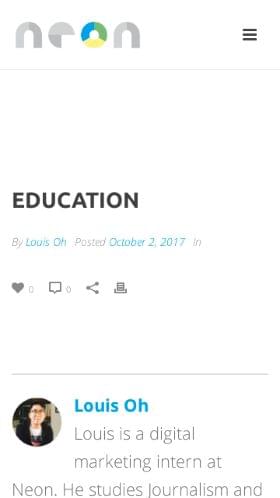 neon
EDUCATION
By Louis Oh Posted October 2, 2017 In
0 0
Louis Oh
Louis is a digital
marketing intern at
Neon. He studies Journalism and